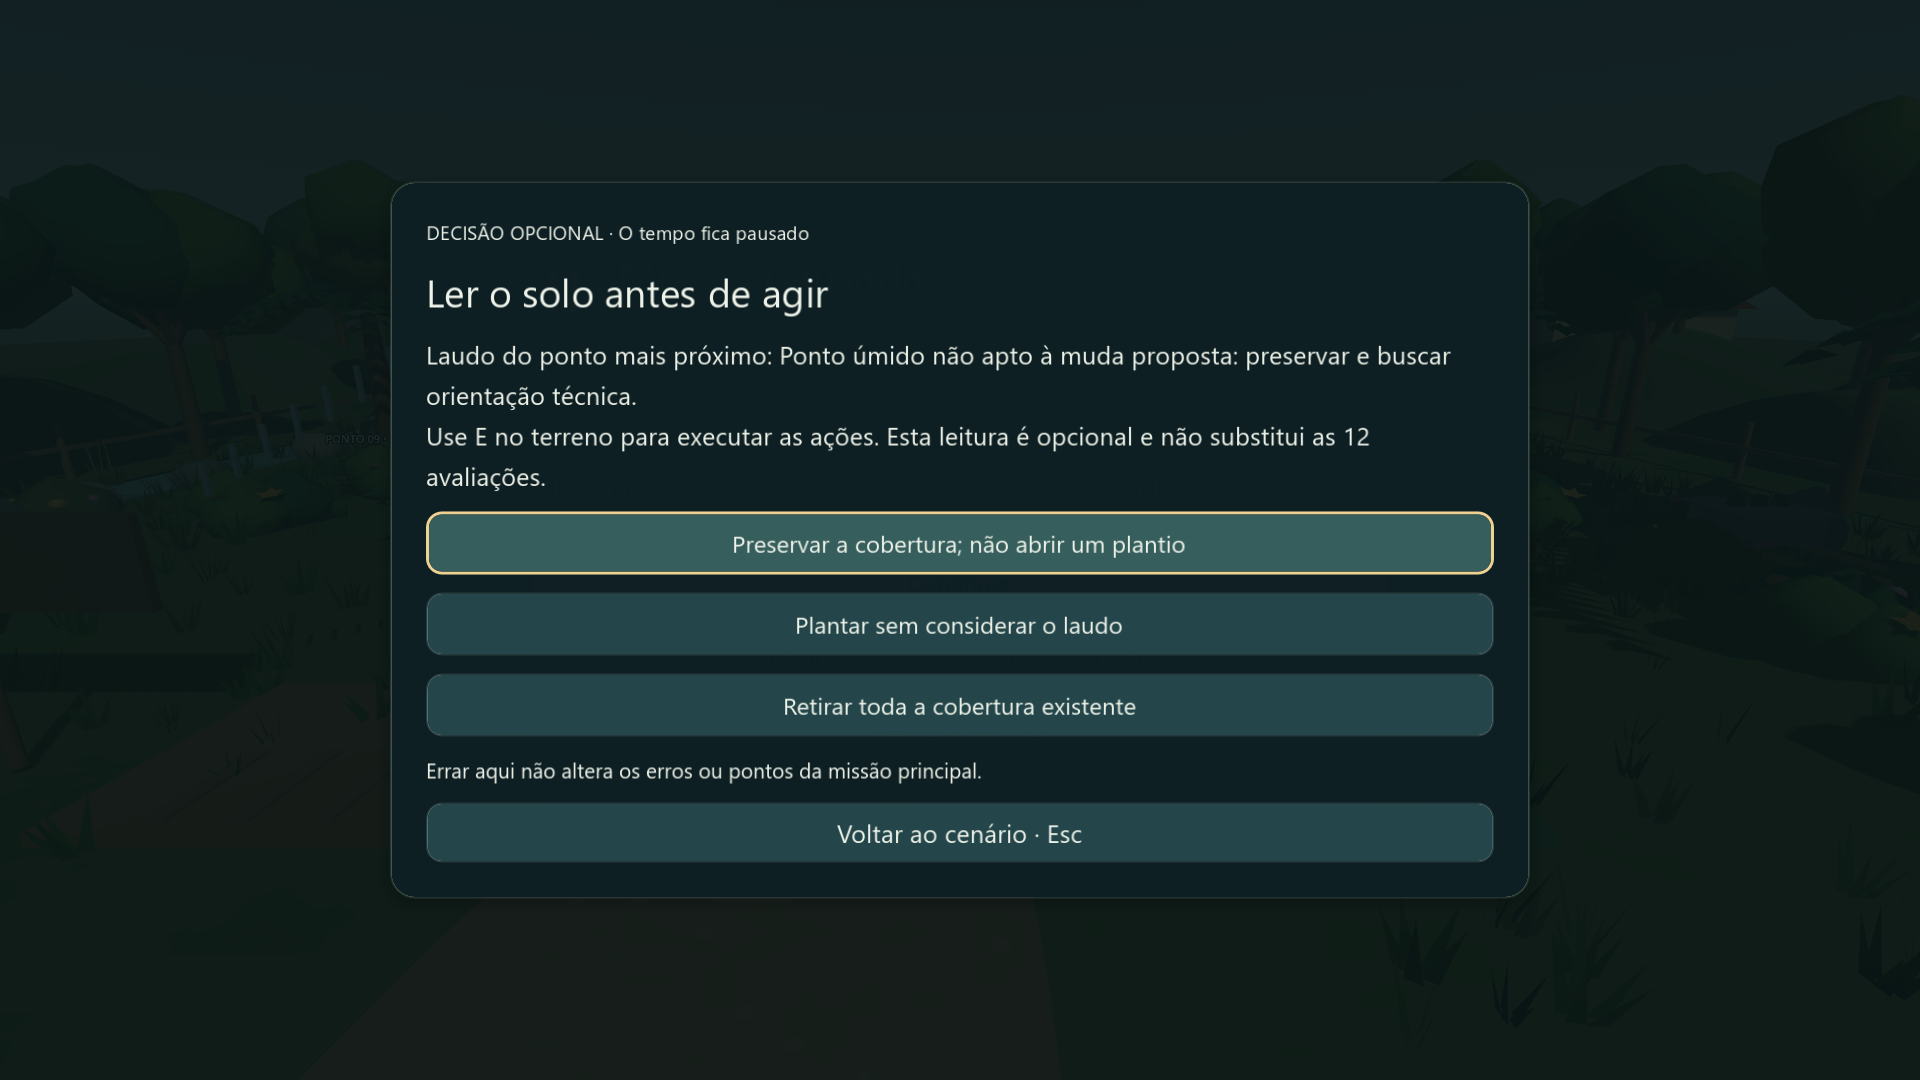 DECISÃO OPCIONAL · O tempo fica pausado
Ler o solo antes de agir
Laudo do ponto mais próximo: Ponto úmido não apto à muda proposta: preservar e buscar
orientação técnica.
Use E no terreno para executar as ações. Esta leitura é opcional e não substitui as 12
avaliações.
PONTO 09
Preservar a cobertura; não abrir um plantio
Plantar sem considerar o laudo
Retirar toda a cobertura existente
Errar aqui não altera os erros ou pontos da missão principal.
Voltar ao cenário · Esc